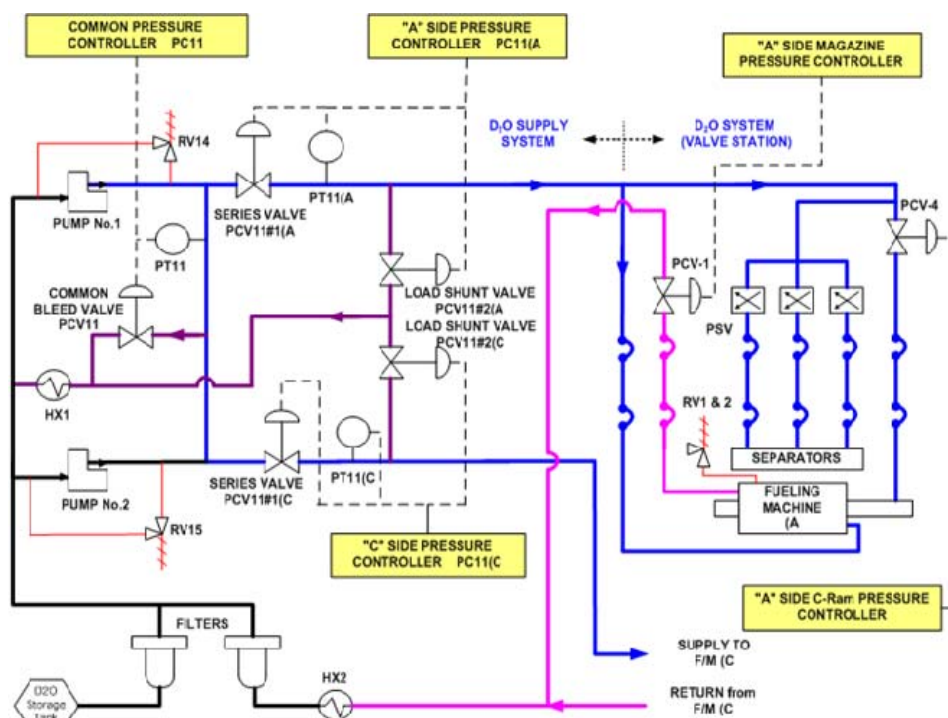 COMMON PRESSURE
CONTROLLER PC11
"A" SIDE PRESSURE
CONTROLLER PC11(A
"A" SIDE MAGAZINE
PRESSURE CONTROLLER
RV14
D₂O SUPPLY
SYSTEM
D₂O SYSTEM
(VALVE STATION)
PUMP No.1
PT11(A
SERIES VALVE
PCV11#1(A
PCV-4
PT11
PCV-1
COMMON
BLEED VALVE
PCV11
LOAD SHUNT VALVE
PCV11#2(A
LOAD SHUNT VALVE
PCV11#2(C
PSV
HX1
RV1 & 2
SEPARATORS
PUMP No.2
SERIES VALVE
PCV11#1(C
PT11(C
FUELING
MACHINE
(A
RV15
"C" SIDE PRESSURE
CONTROLLER PC11(C
"A" SIDE C-Ram PRESSURE
CONTROLLER
FILTERS
SUPPLY TO
F/M (C
HX2
RETURN from
F/M (C
D2O
Storage
Tank